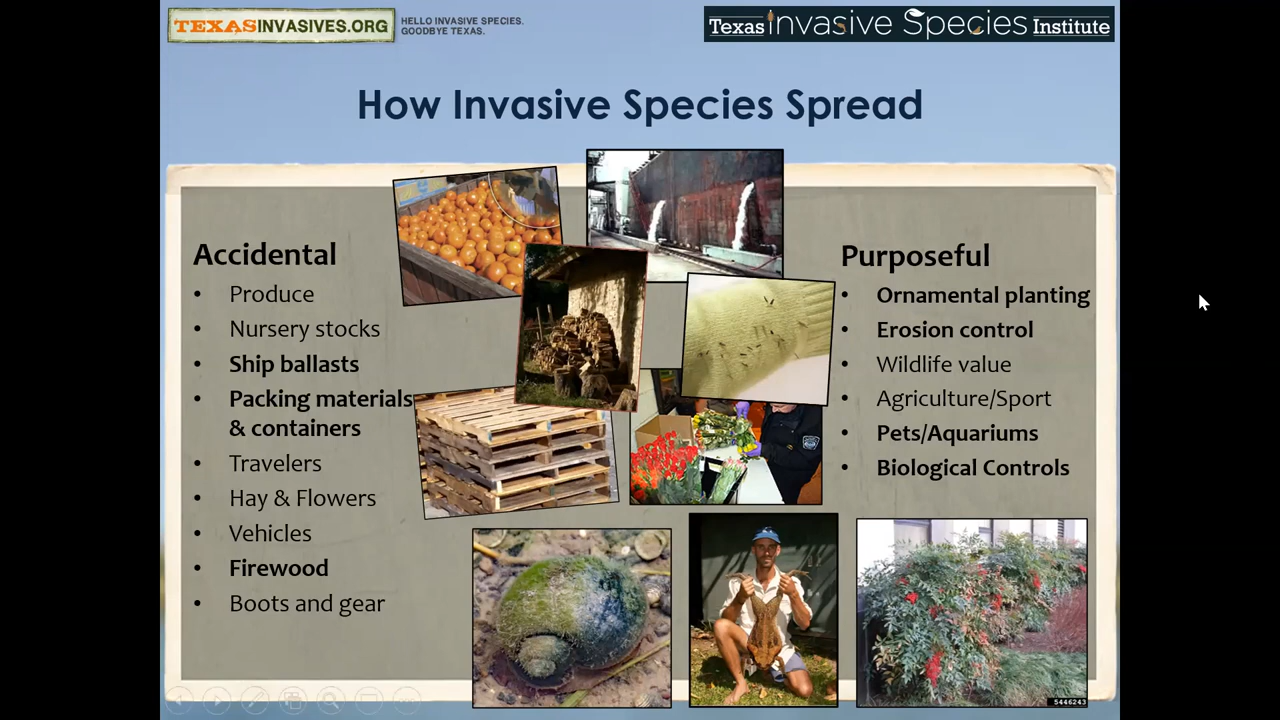 TEXASINVASIVES.ORG
HELLO INVASIVE SPECIES.
GOODBYE TEXAS.
Texas Invasive Species Institute
How Invasive Species Spread
Accidental
• Produce
• Nursery stocks
• Ship ballasts
• Packing materials
& containers
• Travelers
• Hay & Flowers
• Vehicles
• Firewood
• Boots and gear
Purposeful
• Ornamental planting
• Erosion control
• Wildlife value
• Agriculture/Sport
• Pets/Aquariums
• Biological Controls
5446243